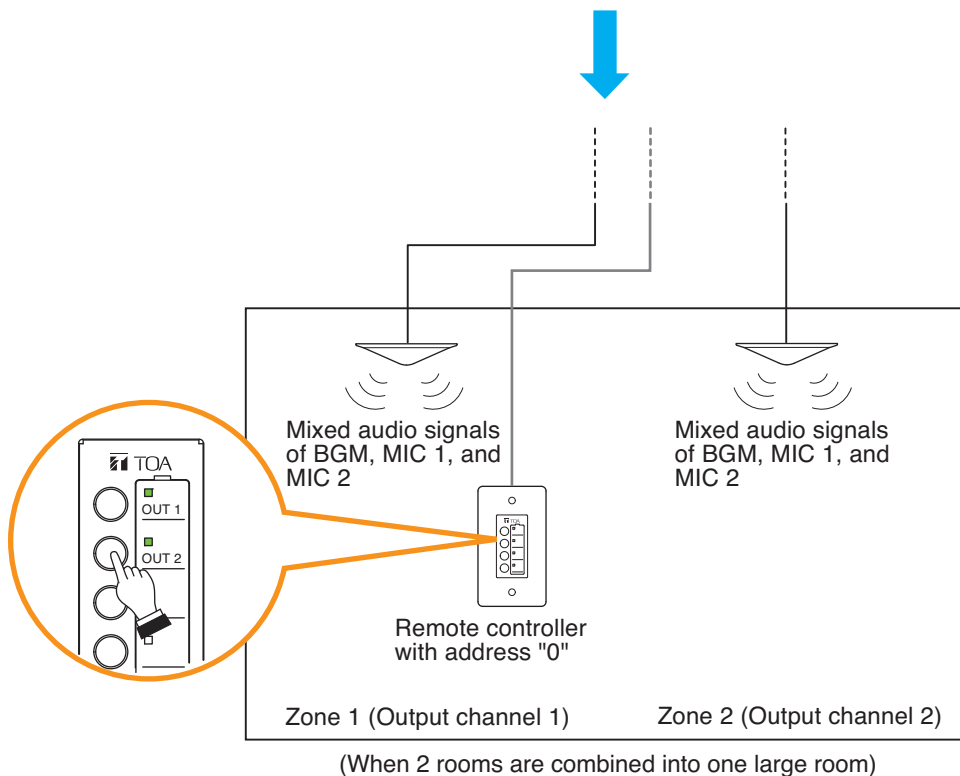 Mixed audio signals
of BGM, MIC 1, and
MIC 2
Mixed audio signals
of BGM, MIC 1, and
MIC 2
TOA
OUT 1
OUT 2
TOA
Remote controller
with address "0"
Zone 1 (Output channel 1)
Zone 2 (Output channel 2)
(When 2 rooms are combined into one large room)